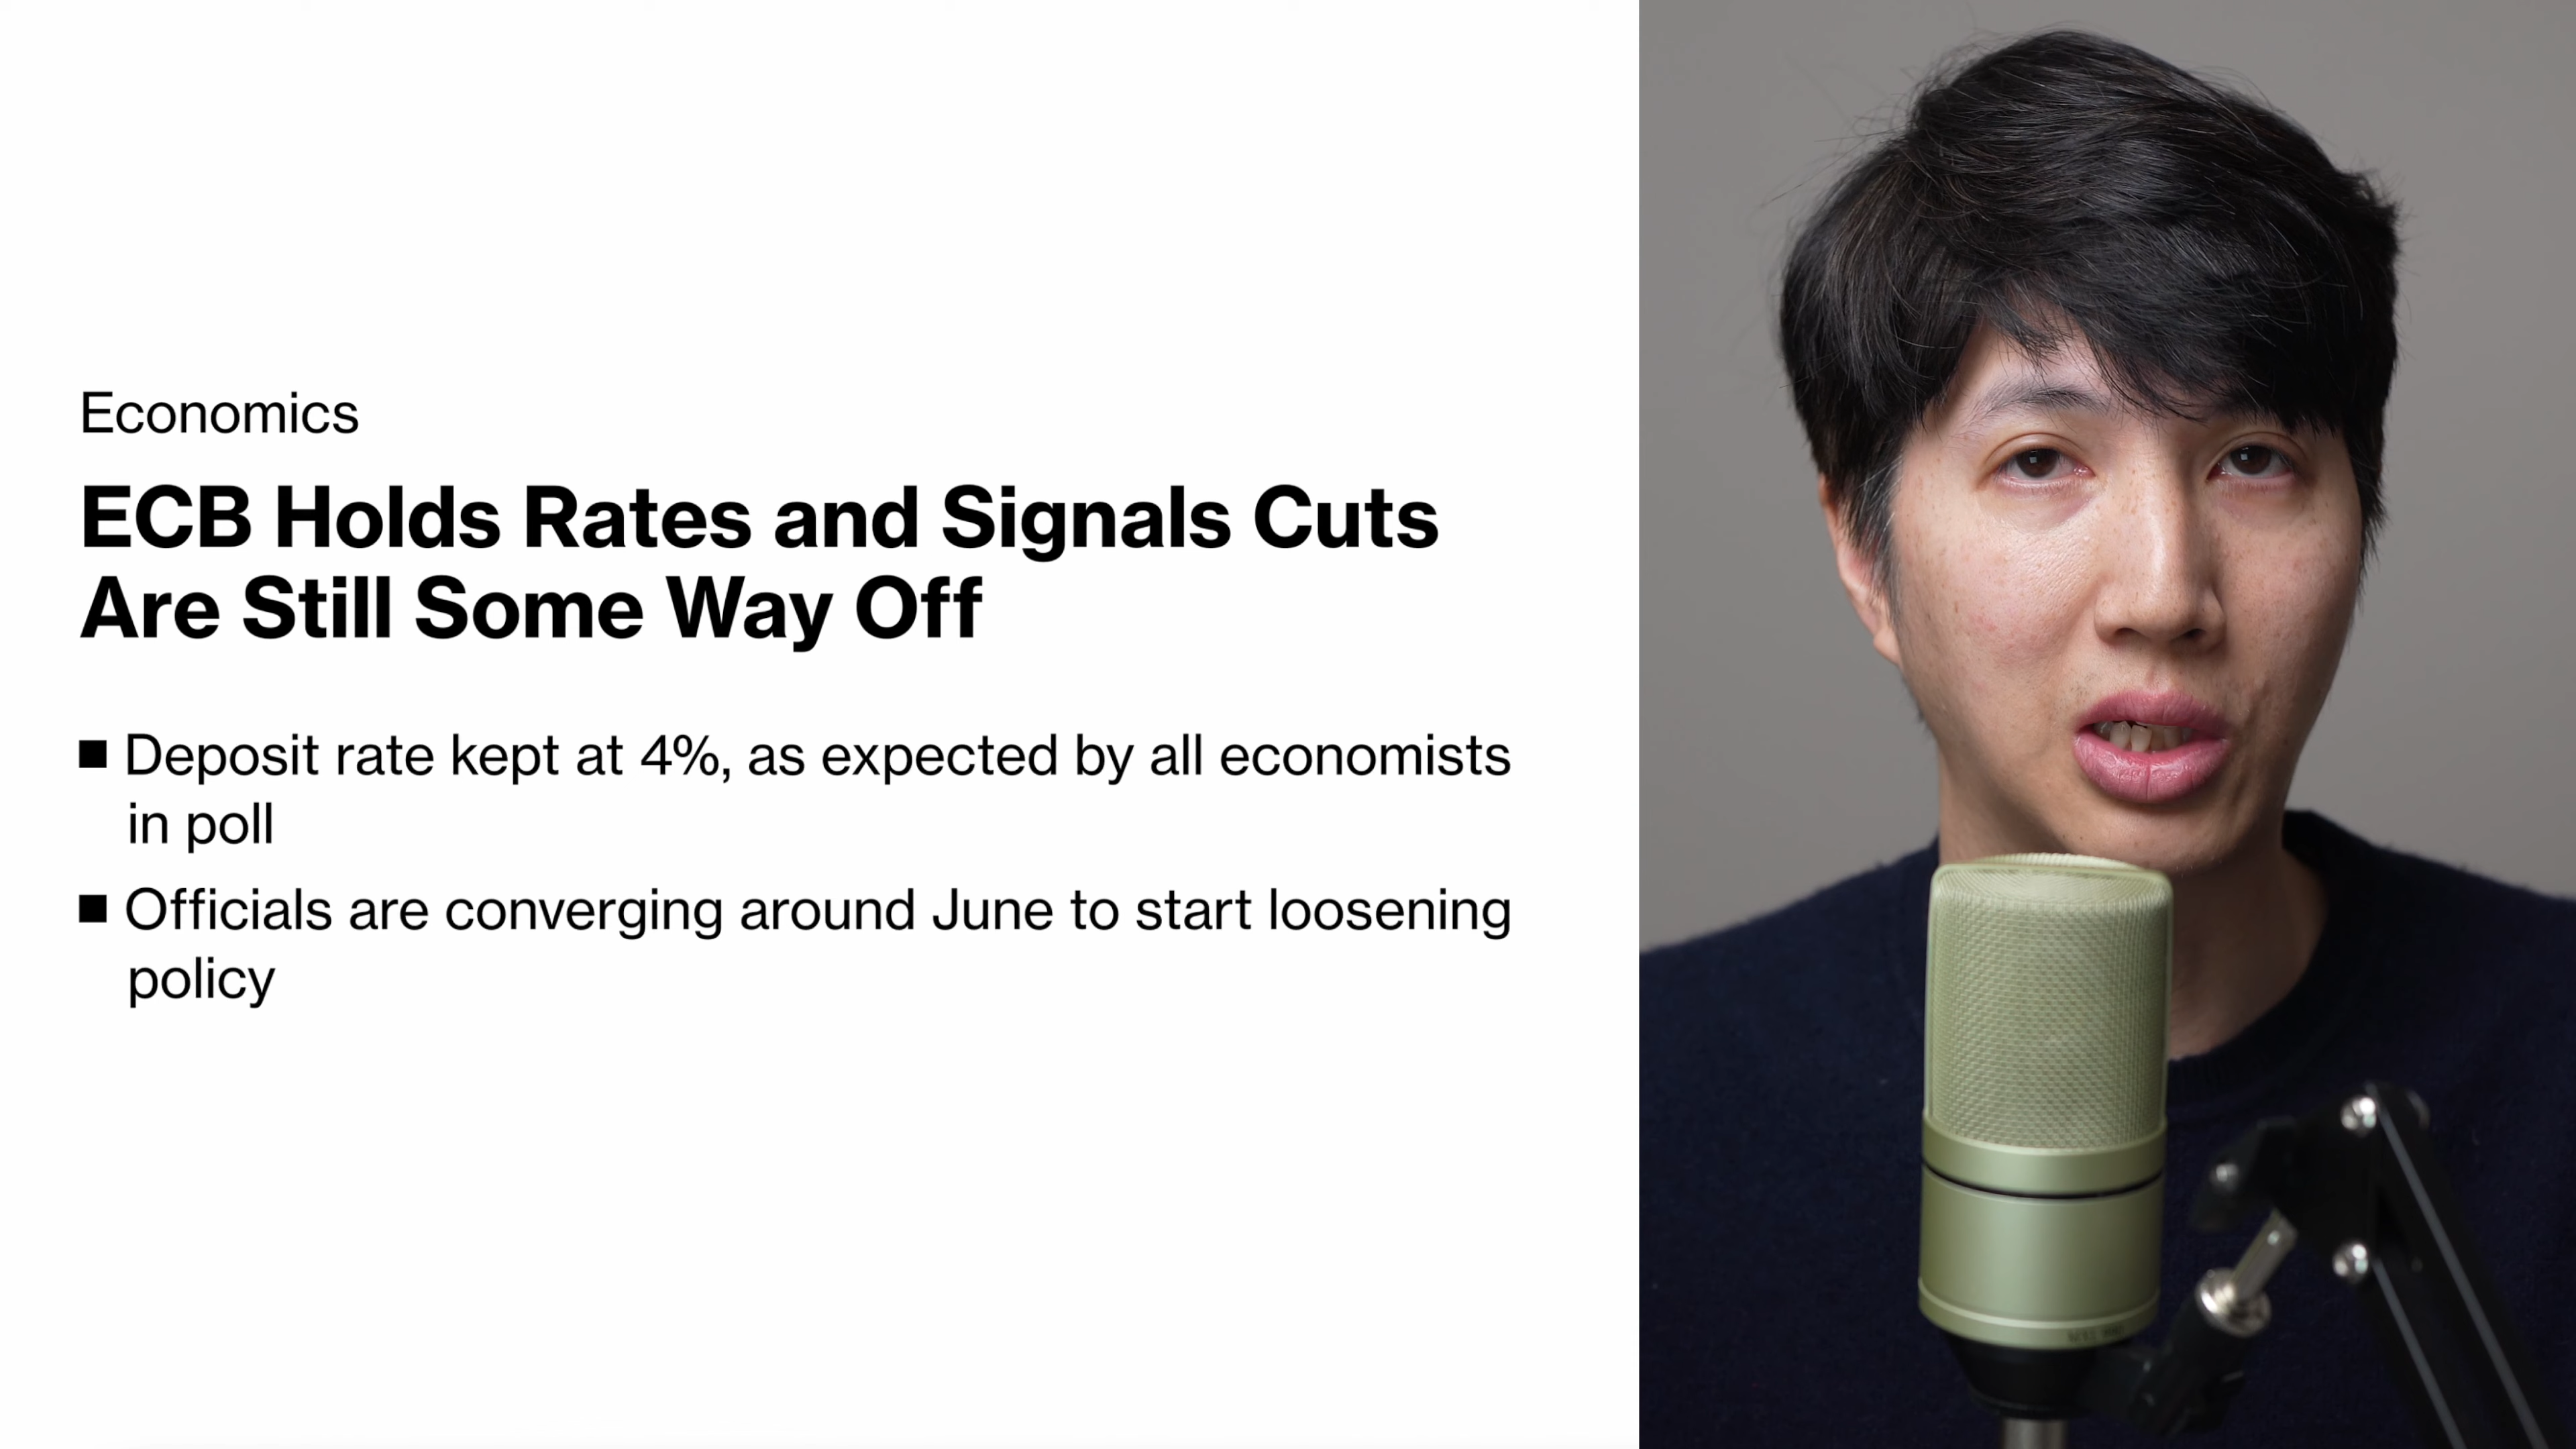 Economics
ECB Holds Rates and Signals Cuts
Are Still Some Way Off
■ Deposit rate kept at 4%, as expected by all economists
in poll
■ Officials are converging around June to start loosening
policy